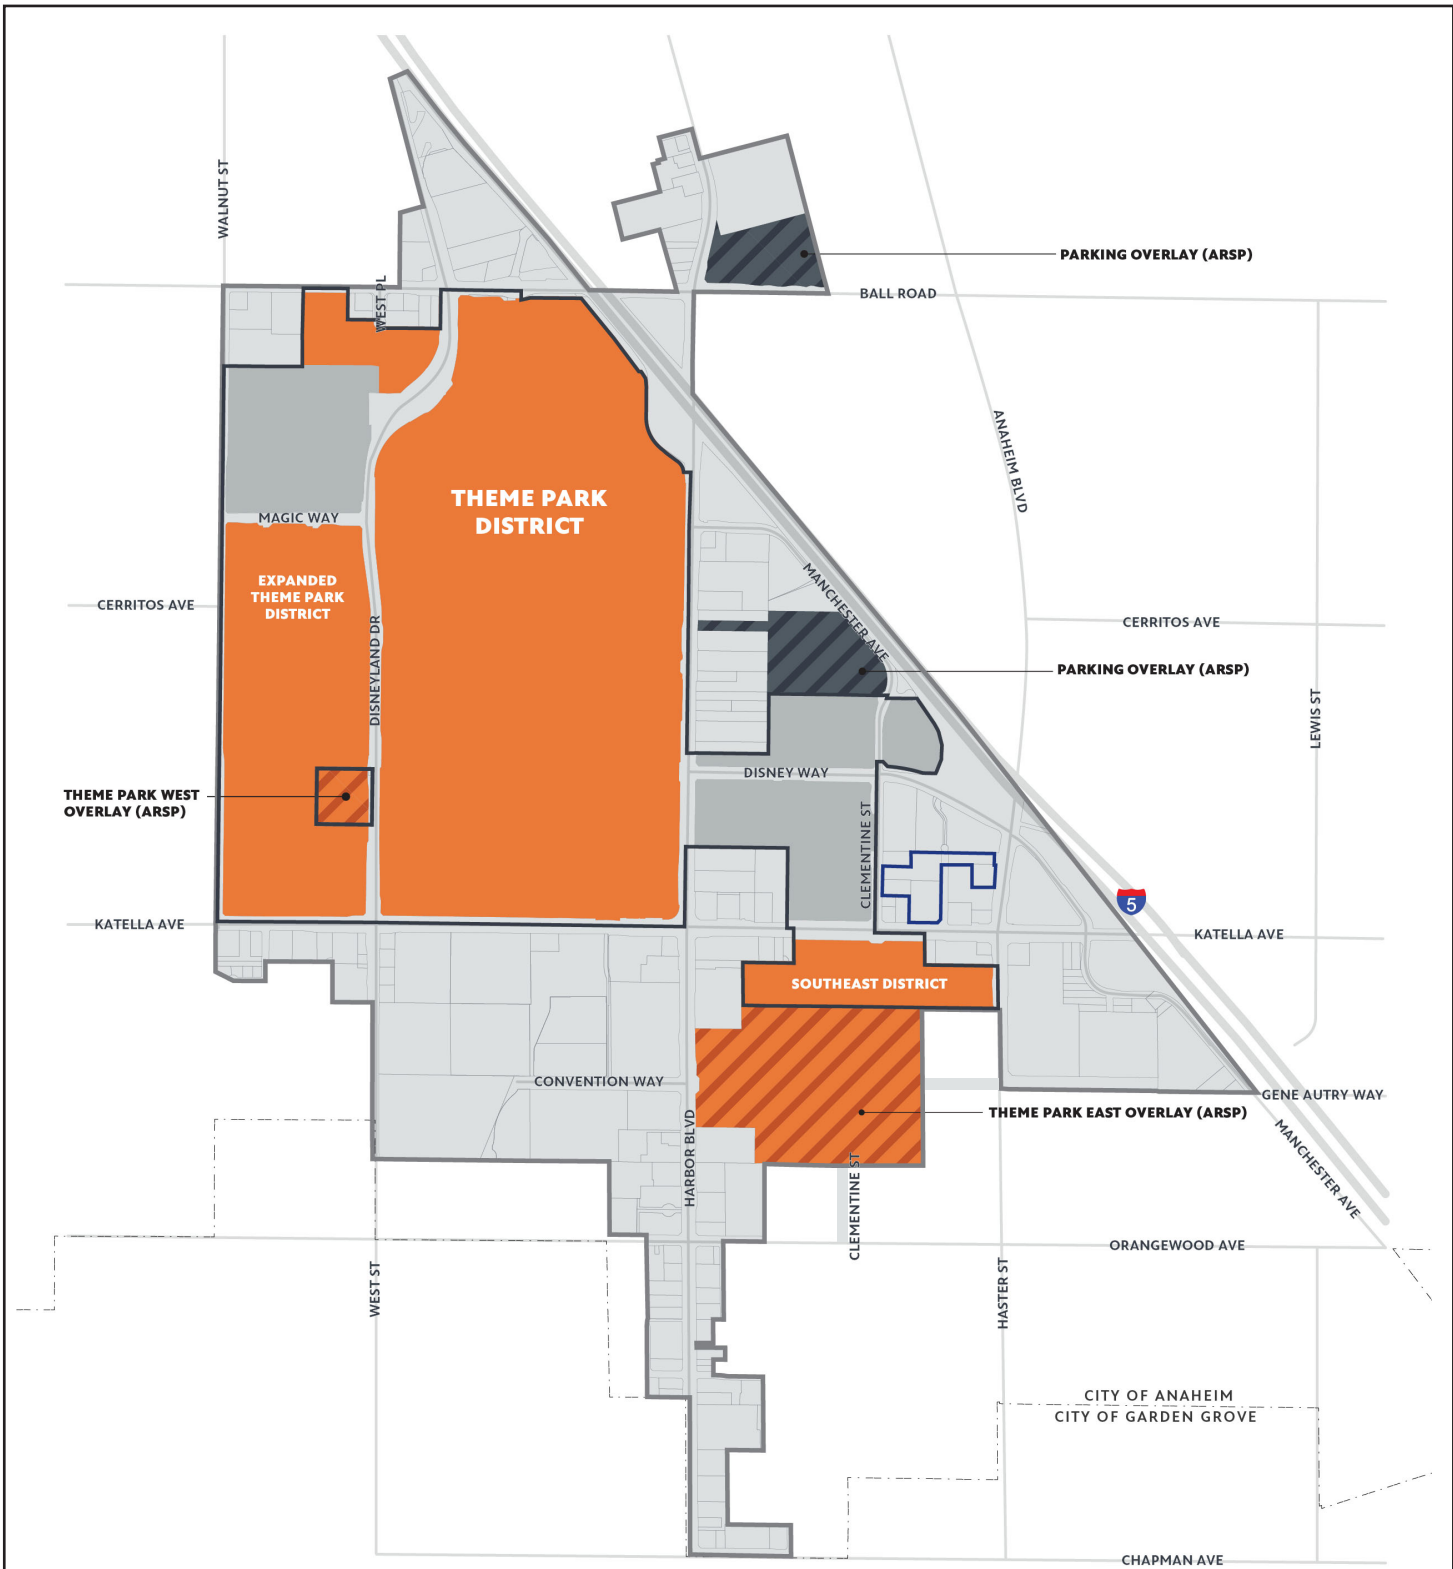 WALNUT ST
WEST PL
PARKING OVERLAY (ARSP)
BALL ROAD
ANAHEIM BLVD
THEME PARK
DISTRICT
MAGIC WAY
EXPANDED
THEME PARK
DISTRICT
CERRITOS AVE
DISNEYLAND DR
MANCHESTER AVE
CERRITOS AVE
PARKING OVERLAY (ARSP)
LEWIS ST
DISNEY WAY
THEME PARK WEST
OVERLAY (ARSP)
CLEMENTINE ST
5
KATELLA AVE
KATELLA AVE
SOUTHEAST DISTRICT
CONVENTION WAY
GENE AUTRY WAY
THEME PARK EAST OVERLAY (ARSP)
HARBOR BLVD
MANCHESTER AVE
CLEMENTINE ST
ORANGEWOOD AVE
WEST ST
HASTER ST
CITY OF ANAHEIM
CITY OF GARDEN GROVE
CHAPMAN AVE